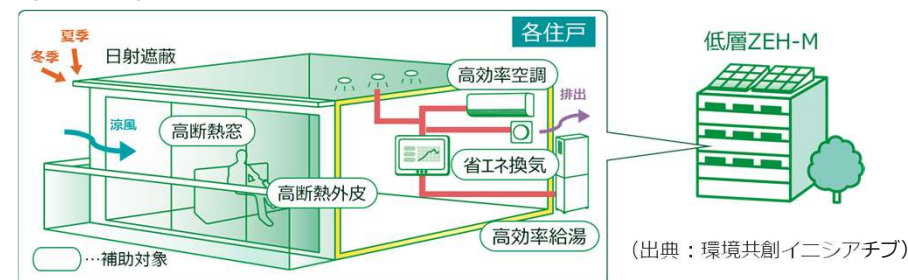 各住戸
低層ZEH-M
夏季
冬季
日射遮蔽
高効率空調
排出
涼風
高断熱窓
省エネ換気
高断熱外皮
高効率給湯
…補助対象
(出典:環境共創イニシアチブ)